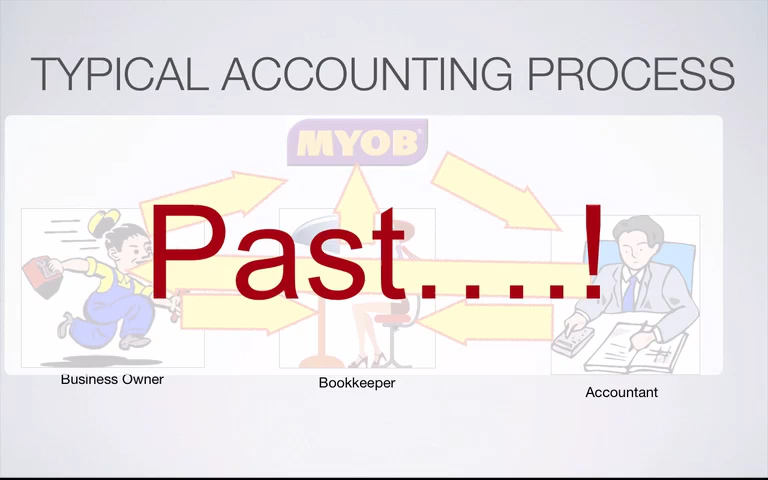 TYPICAL ACCOUNTING PROCESS
MYOB
Past.....!
Business Owner
Bookkeeper
Accountant